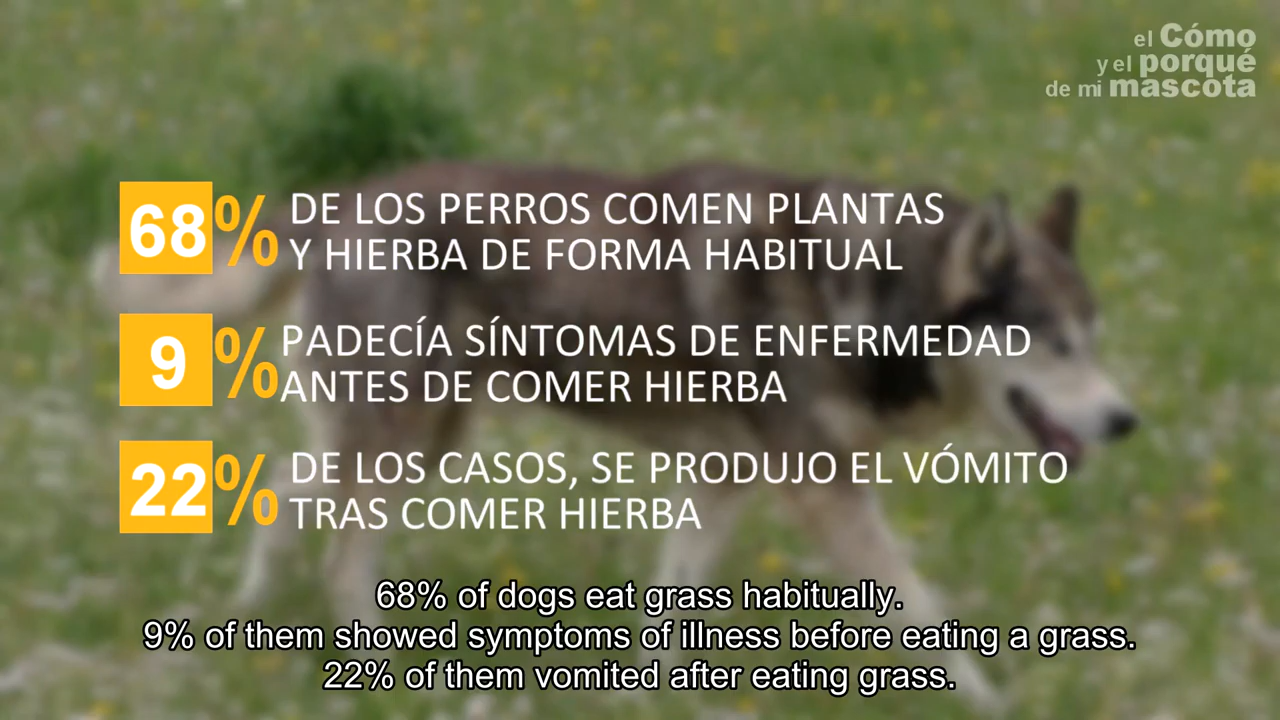 el Cómo
y el porqué
de mi mascota
68% DE LOS PERROS COMEN PLANTAS
Y HIERBA DE FORMA HABITUAL
9% PADECÍA SÍNTOMAS DE ENFERMEDAD
ANTES DE COMER HIERBA
22% DE LOS CASOS, SE PRODUJO EL VÓMITO
TRAS COMER HIERBA
68% of dogs eat grass habitually.
9% of them showed symptoms of illness before eating a grass.
22% of them vomited after eating grass.